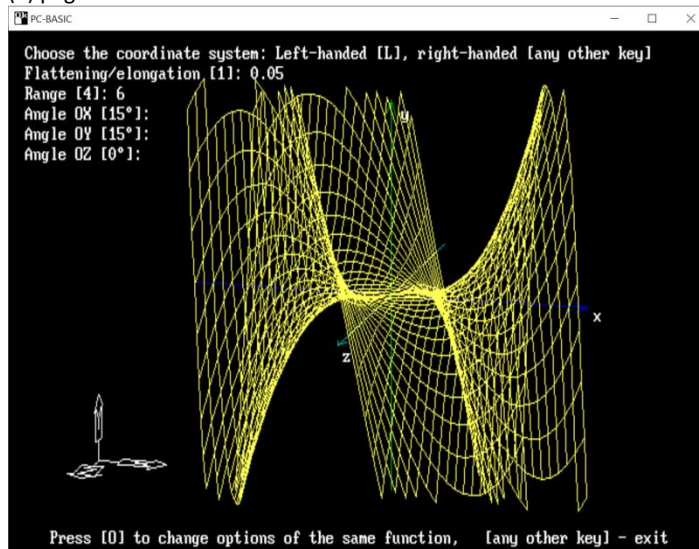 PC-BASIC
Choose the coordinate system: Left-handed [L], right-handed [any other key]
Flattening/elongation [1]: 0.05
Range [4]: 6
Angle OX [15°]:
Angle OY [15°]:
Angle OZ [0°]:
y
x
z
Press [O] to change options of the same function, [any other key] - exit